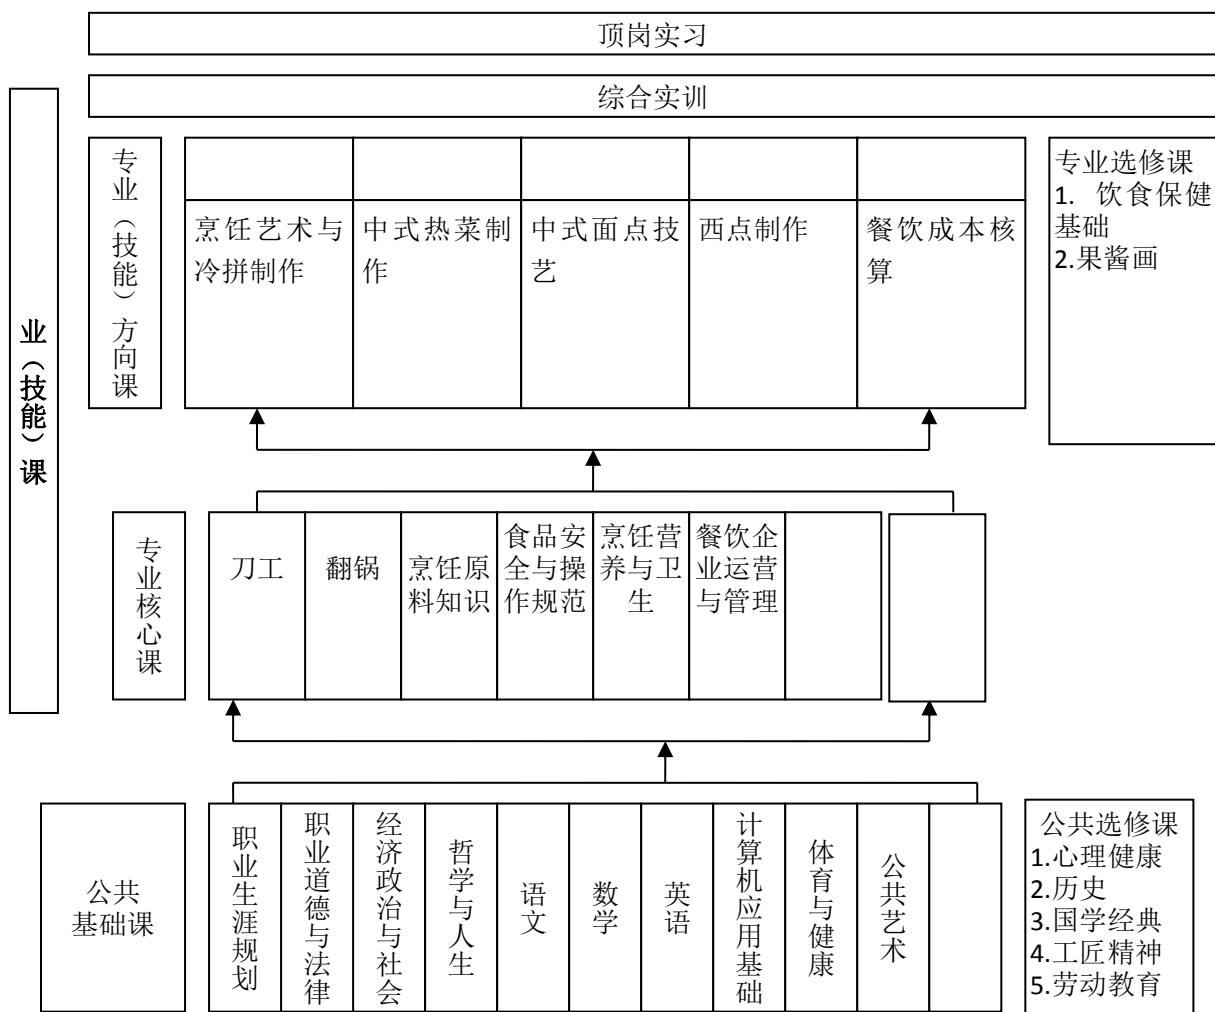 顶岗实习
综合实训
业（技能）课
专业（技能）方向课
烹饪艺术与
冷拼制作
中式热菜制
作
中式面点技
艺
西点制作
餐饮成本核
算
专业选修课
1. 饮食保健
基础
2.果酱画
专业核心课
刀工
翻锅
烹饪原
料知识
食品安
全与操
作规范
烹饪营
养与卫
生
餐饮企
业运营
与管理
公共
基础课
职业生涯规划
职业道德与法律
经济政治与社会
哲学与人生
语文
数学
英语
计算机应用基础
体育与健康
公共艺术
公共选修课
1.心理健康
2.历史
3.国学经典
4.工匠精神
5.劳动教育